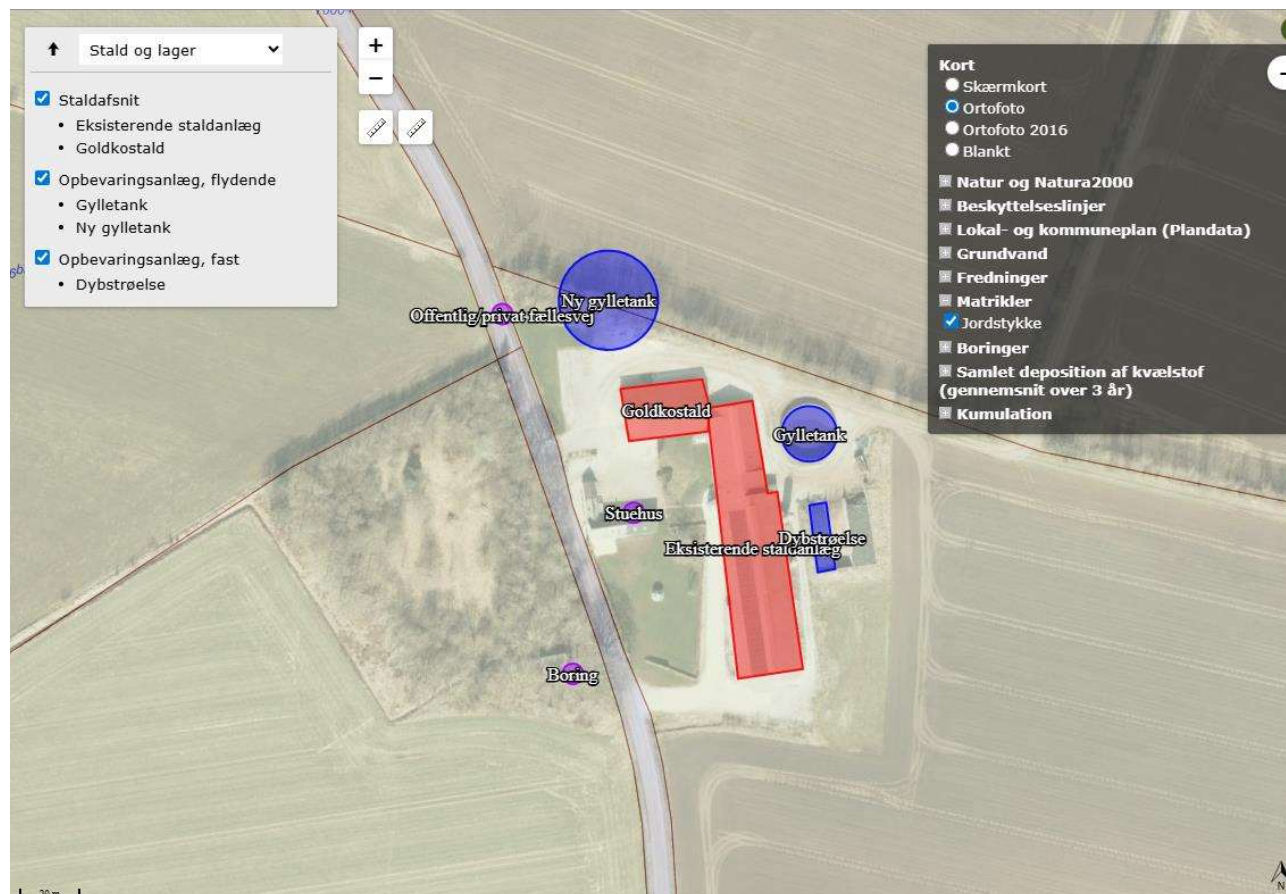 Stald og lager
Staldafsnit
Eksisterende staldanlæg
Goldkostald
Opbevaringsanlæg, flydende
Gylletank
Ny gylletank
Opbevaringsanlæg, fast
Dybstrøelse
+
−
Kort
Skærmkort
Ortofoto
Ortofoto 2016
Blankt
Natur og Natura2000
Beskyttelseslinjer
Lokal- og kommuneplan (Plandata)
Grundvand
Fredninger
Matrikler
Jordstykke
Boringer
Samlet deposition af kvælstof
(gennemsnit over 3 år)
Kumulation
Ny gylletank
Offentlig/privat fællesvej
Goldkostald
Gylletank
Stuehus
Dybstrøelse
Eksisterende staldanlæg
Boring